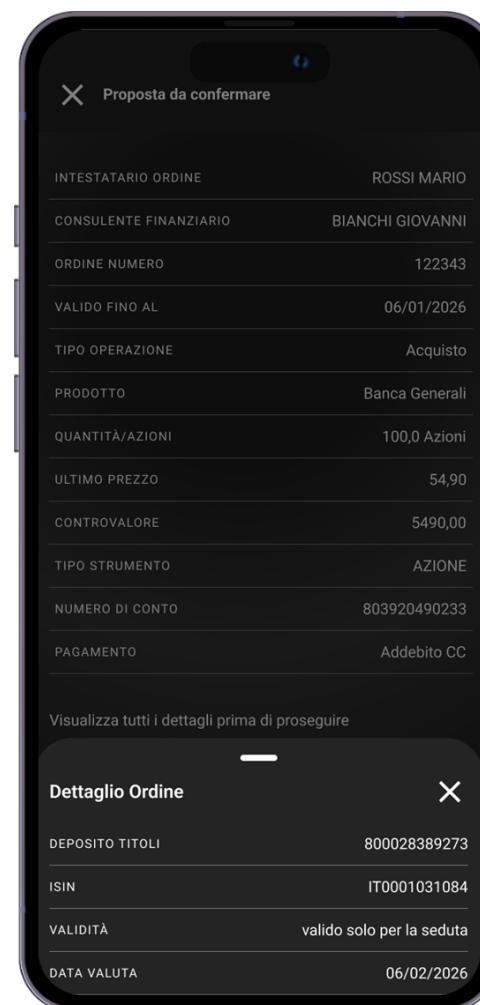 Proposta da confermare
INTESTATARIO ORDINE ROSSI MARIO
CONSULENTE FINANZIARIO BIANCHI GIOVANNI
ORDINE NUMERO 122343
VALIDO FINO AL 06/01/2026
TIPO OPERAZIONE Acquisto
PRODOTTO Banca Generali
QUANTITÀ/AZIONI 100,0 Azioni
ULTIMO PREZZO 54,90
CONTROVALORE 5490,00
TIPO STRUMENTO AZIONE
NUMERO DI CONTO 803920490233
PAGAMENTO Addebito CC
Visualizza tutti i dettagli prima di proseguire
Dettaglio Ordine
DEPOSITO TITOLI 800028389273
ISIN IT0001031084
VALIDITÀ valido solo per la seduta
DATA VALUTA 06/02/2026